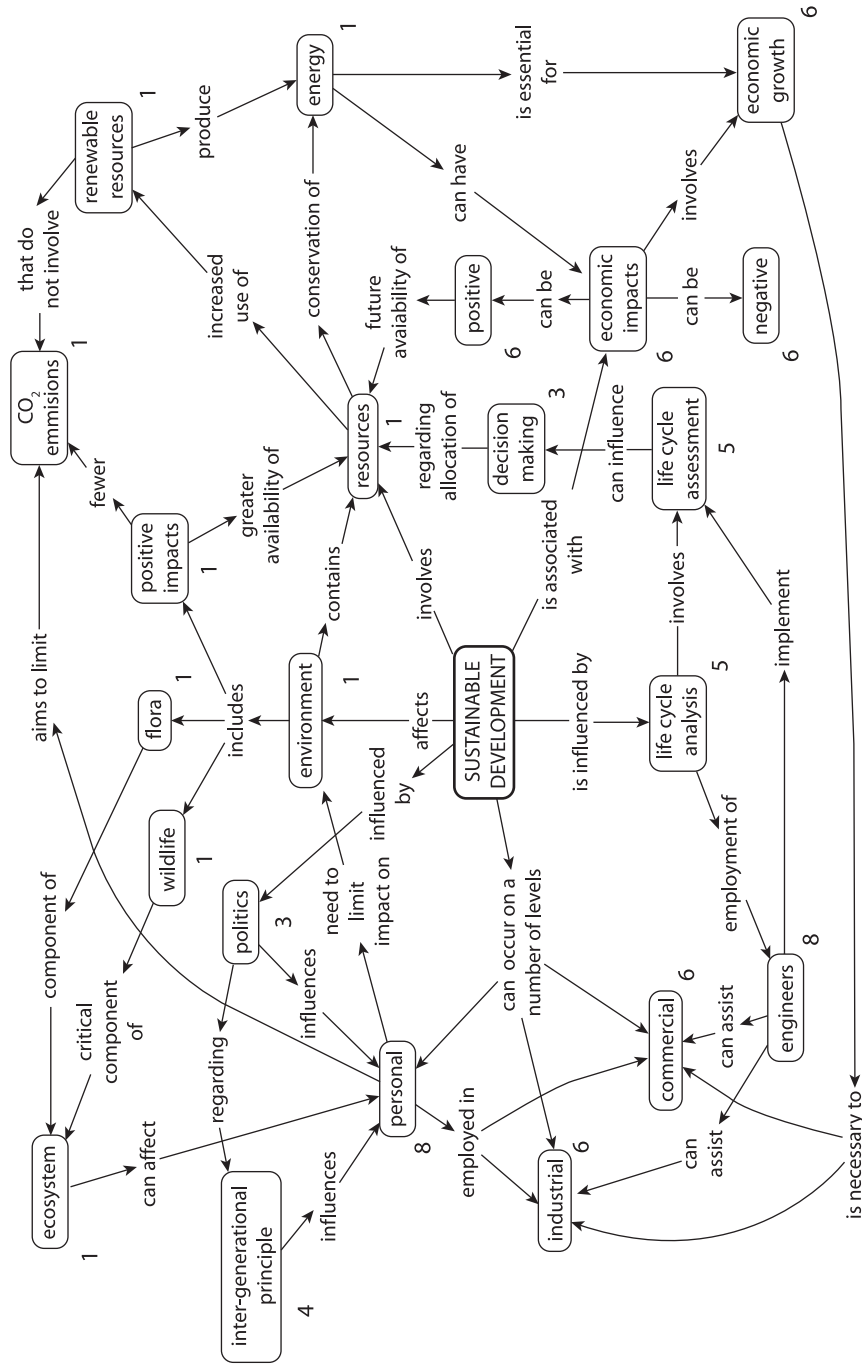 ecosystem
1
component of
aims to limit
CO2
emmisions
1
that do
not involve
critical
component
of
fewer
renewable
resources
1
can affect
wildlife
1
flora
1
positive
impacts
1
produce
inter-generational
principle
4
regarding
politics
3
includes
greater
availability of
increased
use of
influences
influences
need to
limit
impact on
environment
1
contains
conservation of
energy
1
personal
8
influenced
by
affects
involves
resources
1
future
avaiability of
employed in
can occur on a
number of levels
SUSTAINABLE
DEVELOPMENT
regarding
allocation of
positive
6
can have
is essential
for
industrial
6
is associated
with
decision
making
3
can be
is influenced by
can influence
economic
impacts
6
commercial
6
life cycle
analysis
5
involves
life cycle
assessment
5
can be
involves
can
assist
can assist
employment of
negative
6
economic
growth
6
engineers
8
implement
is necessary to